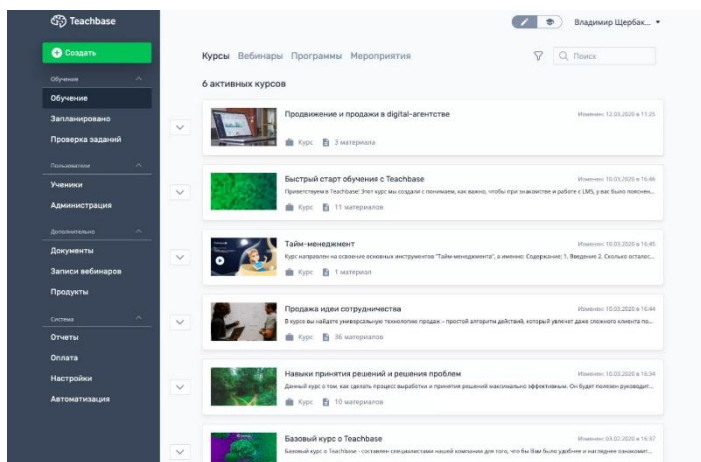 Teachbase
Владимир Щербак...
Создать
Обучение
Обучение
Запланировано
Проверка заданий
Пользователи
Ученики
Администрация
Дополнительно
Документы
Записи вебинаров
Продукты
Система
Отчеты
Оплата
Настройки
Автоматизация
Курсы Вебинары Программы Мероприятия
Поиск
6 активных курсов
Продвижение и продажи в digital-агентстве
Изменен: 12.03.2020 в 11:25
Курс 3 материала
Быстрый старт обучения с Teachbase
Изменен: 10.03.2020 в 16:46
Приветствуем в Teachbase! Этот курс мы создали с пониманием, как важно, чтобы при знакомстве и работе с LMS, у вас было
Курс 11 материалов
Тайм-менеджмент
Изменен: 10.03.2020 в 16:45
Курс направлен на освоение основных инструментов "Тайм-менеджмента", а именно: Содержание: 1. Введение 2. Сколько осталос...
Курс 1 материал
Продажа идеи сотрудничества
Изменен: 10.03.2020 в 16:44
В курсе вы найдете универсальную технологию продаж – простой алгоритм действий, который увлечет даже сложного клиента по...
Курс 36 материалов
Навыки принятия решений и решения проблем
Изменен: 10.03.2020 в 16:34
Данный курс о том, как сделать процесс выработки и принятия решений максимально эффективным. Он будет полезен руководит...
Курс 10 материалов
Базовый курс о Teachbase
Изменен: 2020 в 16:37
Базовый курс о Teachbase - составлен специалистами нашей компании для того, что бы Вам было удобнее и нагляднее ознакомит...